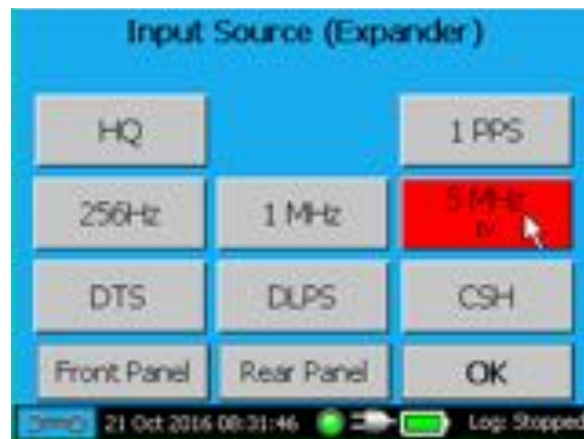 Input Source (Expander)
HQ
1 PPS
256Hz
1 MHz
5 MHz
DTS
DLPS
CSH
Front Panel
Rear Panel
OK
21 Oct 2016 08:31:46
Log: Stopped